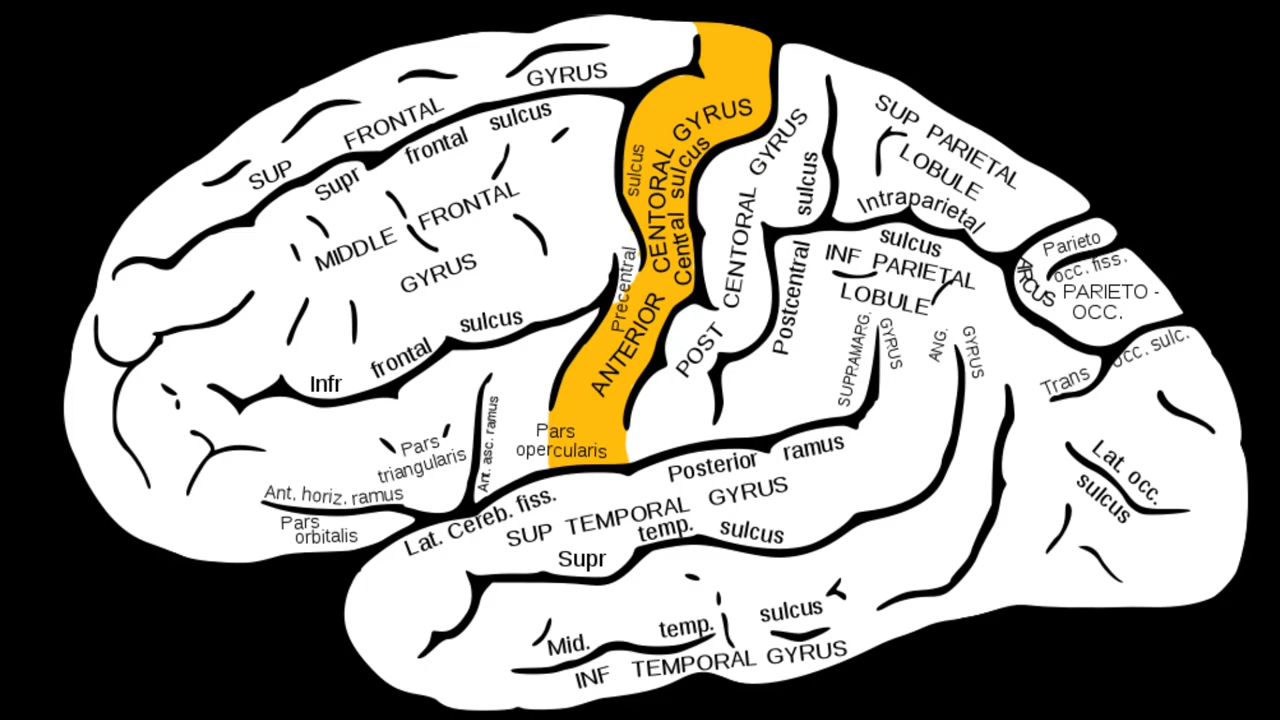 SUP FRONTAL GYRUS
Supr frontal sulcus
MIDDLE FRONTAL
GYRUS
Infr frontal sulcus
Precentral sulcus
ANTERIOR CENTORAL GYRUS
Central sulcus
POST CENTORAL GYRUS
Postcentral sulcus
SUP PARIETAL
LOBULE
Intraparietal
sulcus
INF PARIETAL
LOBULE
SUPRAMARG.
GYRUS
ANG.
GYRUS
Parieto
occ. fiss.
ARCUS
PARIETO -
OCC.
Trans occ. sulc.
Lat. occ.
sulcus
Pars
triangularis
Ant. asc. ramus
Pars
opercularis
Ant. horiz. ramus
Pars
orbitalis
Lat. Cereb. fiss.
Posterior ramus
SUP TEMPORAL GYRUS
Supr temp. sulcus
Mid. temp. sulcus
INF TEMPORAL GYRUS